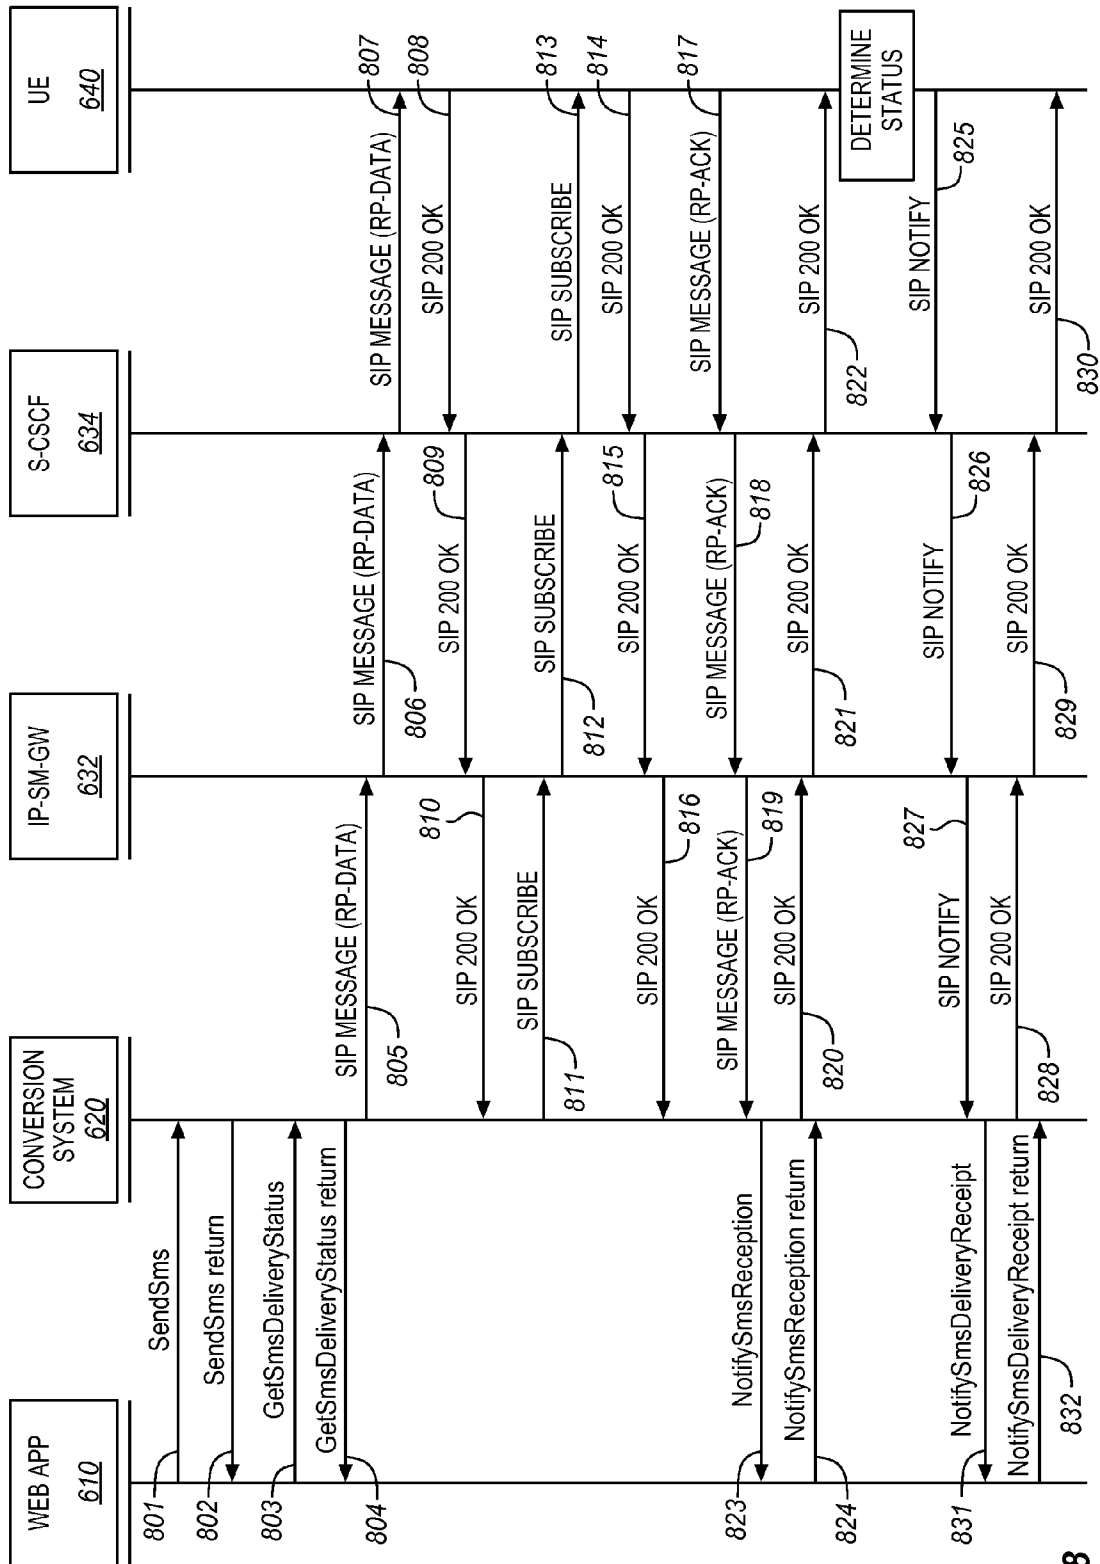 WEB APP
610
CONVERSION
SYSTEM
620
IP-SM-GW
632
S-CSCF
634
UE
640
801
SendSms
802
SendSms return
803
GetSmsDeliveryStatus
GetSmsDeliveryStatus return
804
SIP MESSAGE (RP-DATA)
805
SIP MESSAGE (RP-DATA)
806
SIP MESSAGE (RP-DATA)
807
SIP 200 OK
808
SIP 200 OK
809
SIP 200 OK
810
SIP SUBSCRIBE
811
SIP SUBSCRIBE
812
SIP SUBSCRIBE
813
SIP 200 OK
814
SIP 200 OK
815
SIP 200 OK
816
SIP MESSAGE (RP-ACK)
817
SIP MESSAGE (RP-ACK)
818
SIP MESSAGE (RP-ACK)
819
SIP 200 OK
820
SIP 200 OK
821
SIP 200 OK
822
NotifySmsReception
823
NotifySmsReception return
824
DETERMINE
STATUS
SIP NOTIFY
825
SIP NOTIFY
826
SIP NOTIFY
827
SIP 200 OK
828
SIP 200 OK
829
SIP 200 OK
830
NotifySmsDeliveryReceipt
831
NotifySmsDeliveryReceipt return
832